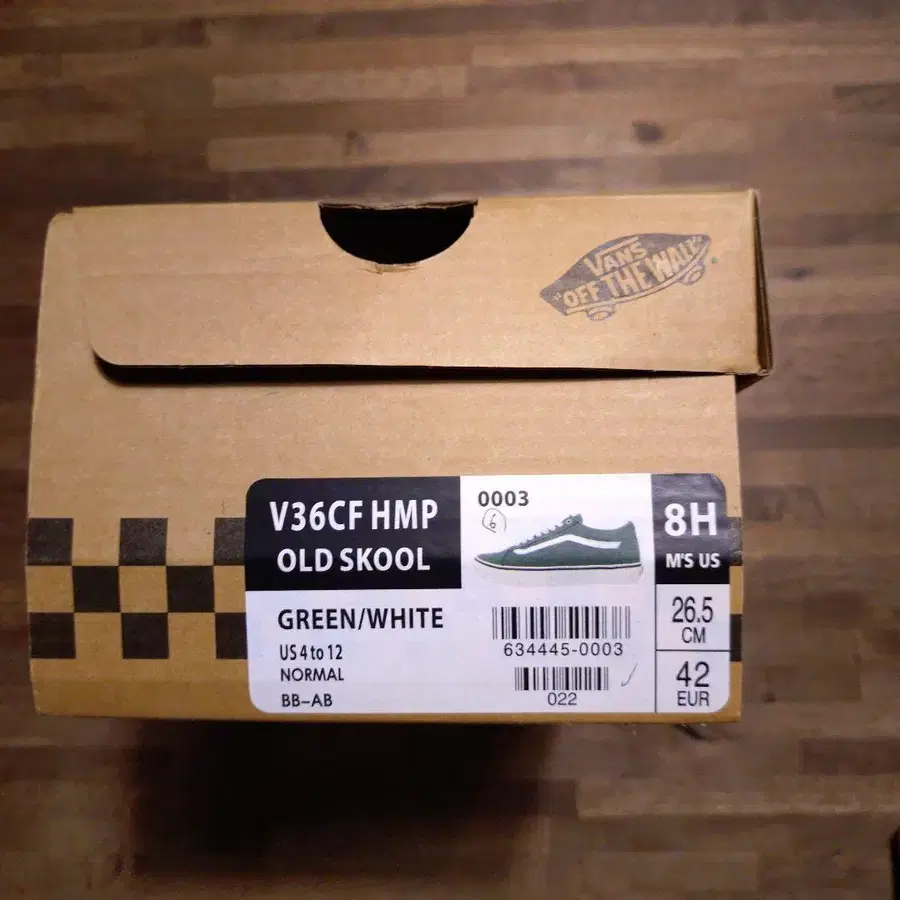 VANS
"OFF THE WALL"
V36CF HMP
OLD SKOOL
0003
6
8H
M'S US
GREEN/WHITE
US 4 to 12
NORMAL
BB-AB
634445-0003
022
26.5
CM
42
EUR